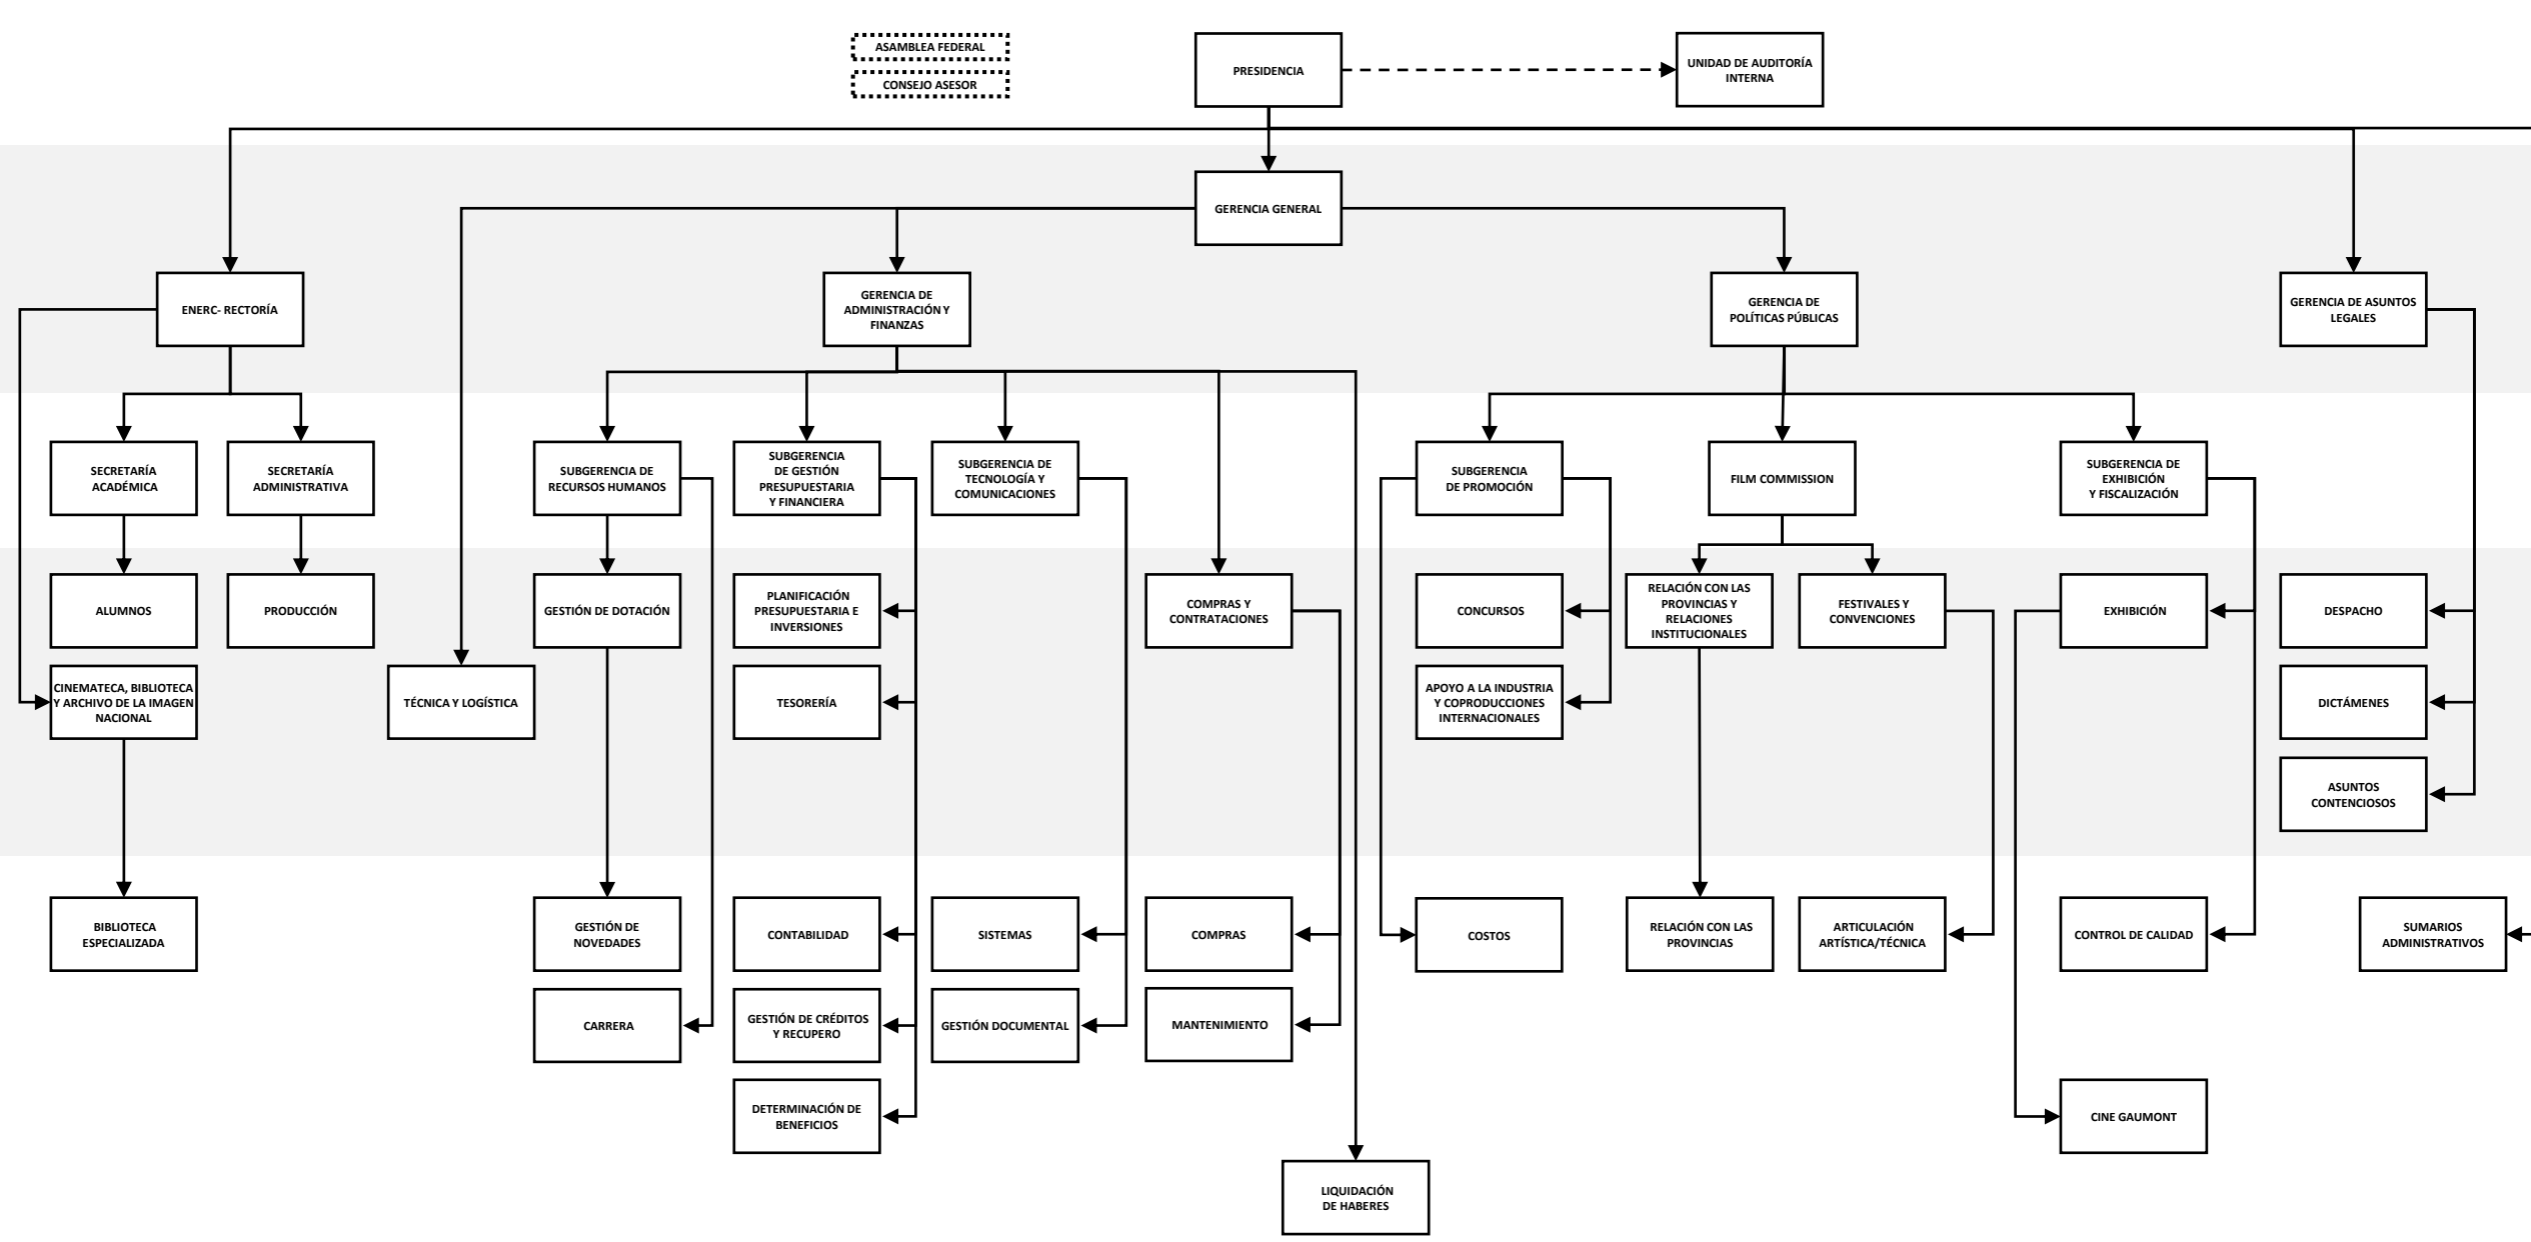 ASAMBLEA FEDERAL
CONSEJO ASESOR
PRESIDENCIA
UNIDAD DE AUDITORÍA
INTERNA
GERENCIA GENERAL
ENERC- RECTORÍA
GERENCIA DE
ADMINISTRACIÓN Y
FINANZAS
GERENCIA DE
POLÍTICAS PÚBLICAS
GERENCIA DE ASUNTOS
LEGALES
SECRETARÍA
ACADÉMICA
SECRETARÍA
ADMINISTRATIVA
SUBGERENCIA DE
RECURSOS HUMANOS
SUBGERENCIA
DE GESTIÓN
PRESUPUESTARIA
Y FINANCIERA
SUBGERENCIA DE
TECNOLOGÍA Y
COMUNICACIONES
SUBGERENCIA
DE PROMOCIÓN
FILM COMMISSION
SUBGERENCIA DE
EXHIBICIÓN
Y FISCALIZACIÓN
ALUMNOS
PRODUCCIÓN
GESTIÓN DE DOTACIÓN
PLANIFICACIÓN
PRESUPUESTARIA E
INVERSIONES
COMPRAS Y
CONTRATACIONES
CONCURSOS
RELACIÓN CON LAS
PROVINCIAS Y
RELACIONES
INSTITUCIONALES
FESTIVALES Y
CONVENCIONES
EXHIBICIÓN
DESPACHO
CINEMATECA, BIBLIOTECA
Y ARCHIVO DE LA IMAGEN
NACIONAL
TÉCNICA Y LOGÍSTICA
TESORERÍA
APOYO A LA INDUSTRIA
Y COPRODUCCIONES
INTERNACIONALES
DICTÁMENES
ASUNTOS
CONTENCIOSOS
BIBLIOTECA
ESPECIALIZADA
GESTIÓN DE
NOVEDADES
CONTABILIDAD
SISTEMAS
COMPRAS
COSTOS
RELACIÓN CON LAS
PROVINCIAS
ARTICULACIÓN
ARTÍSTICA/TÉCNICA
CONTROL DE CALIDAD
SUMARIOS
ADMINISTRATIVOS
CARRERA
GESTIÓN DE CRÉDITOS
Y RECUPERO
GESTIÓN DOCUMENTAL
MANTENIMIENTO
DETERMINACIÓN DE
BENEFICIOS
CINE GAUMONT
LIQUIDACIÓN
DE HABERES